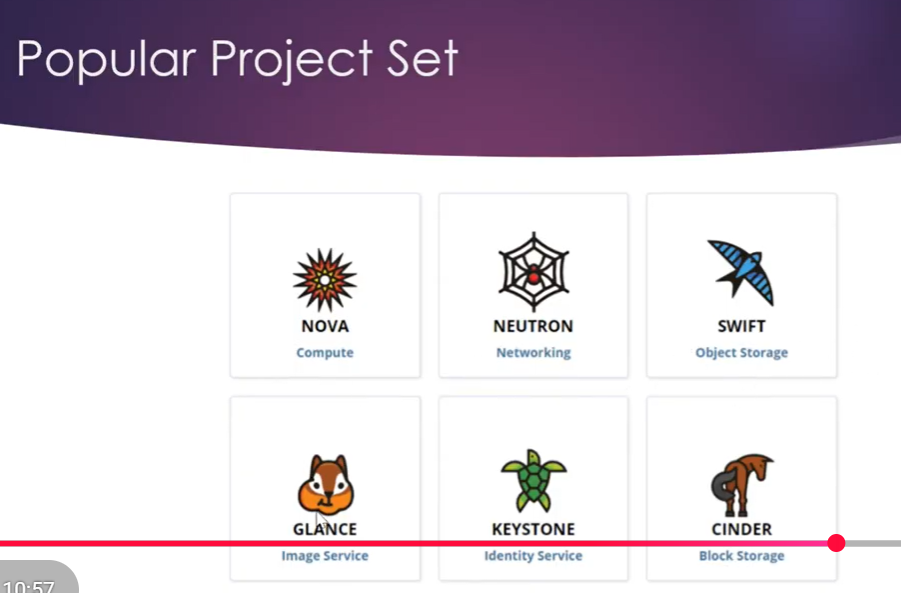 Popular Project Set
NOVA
Compute
NEUTRON
Networking
SWIFT
Object Storage
GLANCE
Image Service
KEYSTONE
Identity Service
CINDER
Block Storage
10:57